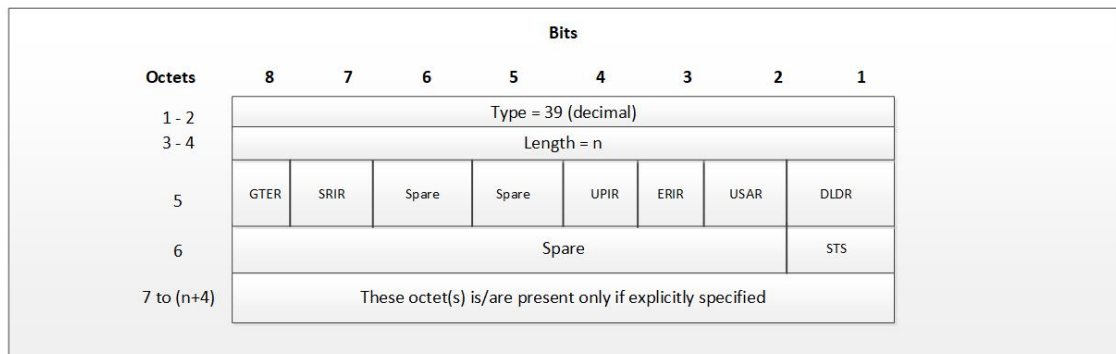 Bits
Octets 8 7 6 5 4 3 2 1
1 - 2 Type = 39 (decimal)
3 - 4 Length = n
5 GTER SRIR Spare Spare UPIR ERIR USAR DLDR
6 Spare STS
7 to (n+4) These octet(s) is/are present only if explicitly specified